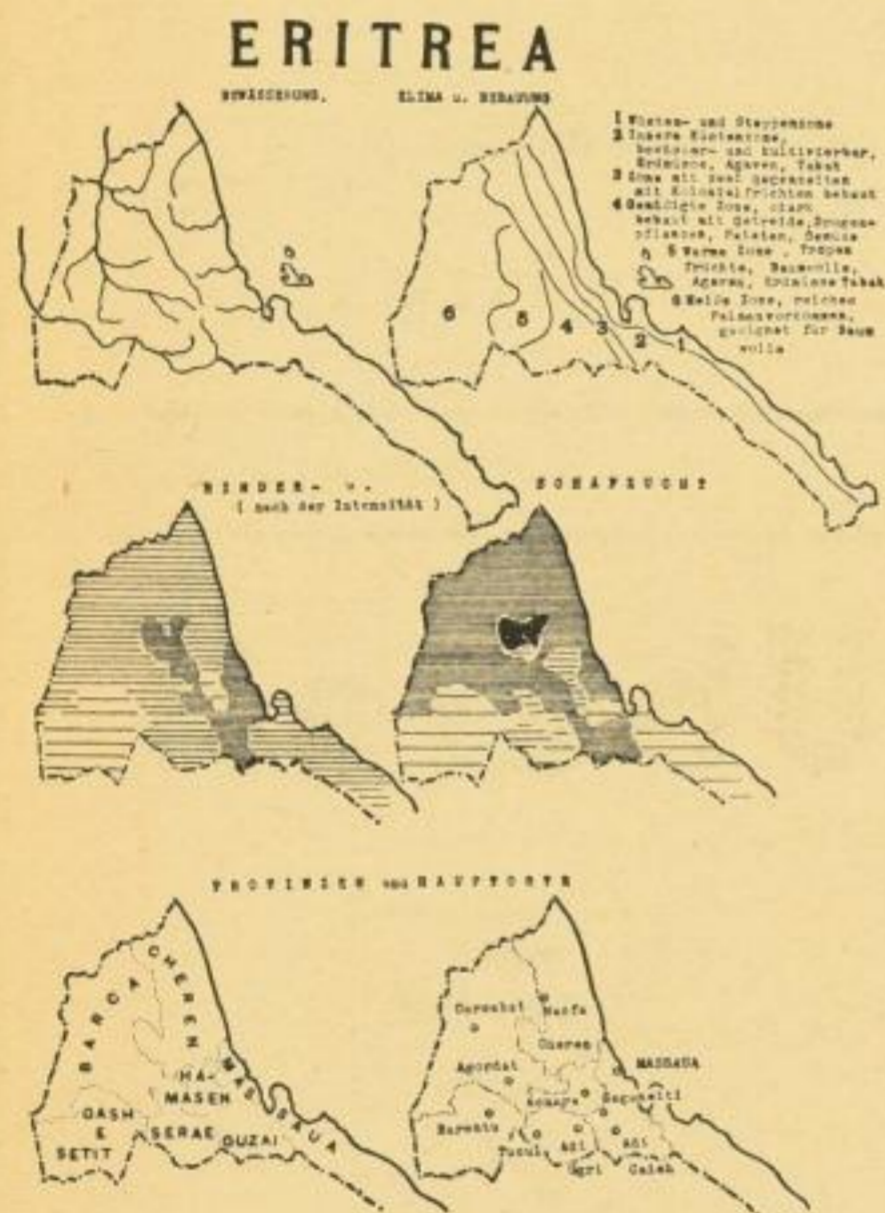 ERITREA
BEWÄSSERUNG.
KLIMA u. BEBAUUNG
1 Wüsten- und Steppenzone
2 Innere Küstenzone,
bewässer- und kultivierbar,
Erdnüsse, Agaven, Tabak
3 Zone mit zwei Regenzeiten
mit Kolonialfrüchten bebaut
4 Gemäßigte Zone, stark
bebaut mit Getreide, Drogen-
pflanzen, Gemüse
5 Warme Zone, Tropen
früchte, Baumwolle,
Agaven, Erdnüsse Tabak
6 Heiße Zone, reiches
Palmenvorkommen,
geeignet für Baum
wolle
6
5
4
3
2
1
RINDER- u.
SCHAFZUCHT
( nach der Intensität )
PROVINZEN und HAUPTORTE
BARCA
CHEREN
MASSAUA
HA-
MASEN
GASH
E
SETIT
SERAE
GUZAI
Nacfa
Cheren
MASSAUA
Agordat
Asmara
Saganeiti
Barentu
Tucul
Adi
Ugri
Adi
Caieh